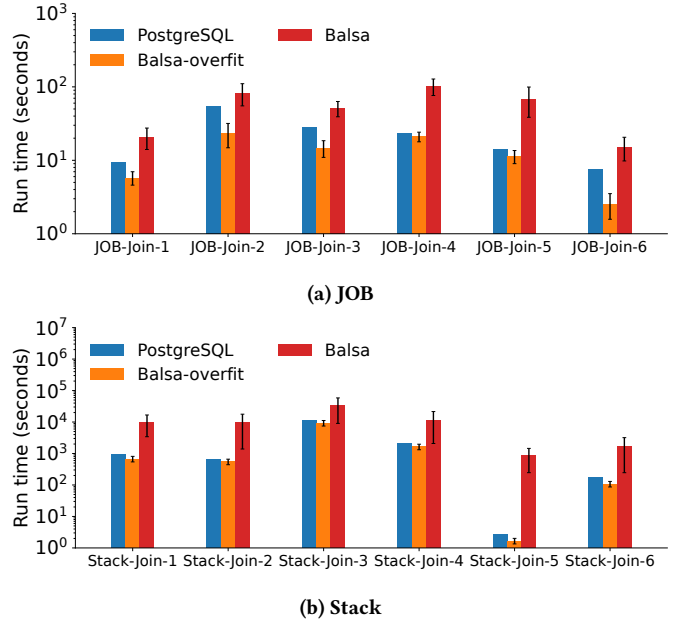 10³
PostgreSQL Balsa
Balsa-overfit
10²
10¹
10⁰
Run time (seconds)
JOB-Join-1 JOB-Join-2 JOB-Join-3 JOB-Join-4 JOB-Join-5 JOB-Join-6
(a) JOB
10⁷
PostgreSQL Balsa
10⁶
Balsa-overfit
10⁵
10⁴
10³
10²
10¹
10⁰
Run time (seconds)
Stack-Join-1 Stack-Join-2 Stack-Join-3 Stack-Join-4 Stack-Join-5 Stack-Join-6
(b) Stack